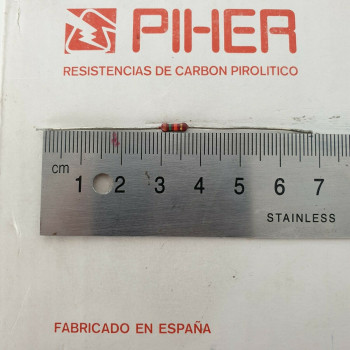 PIHER
RESISTENCIAS DE CARBON PIROLITICO
cm 1 2 3 4 5 6 7
STAINLESS
FABRICADO EN ESPAÑA